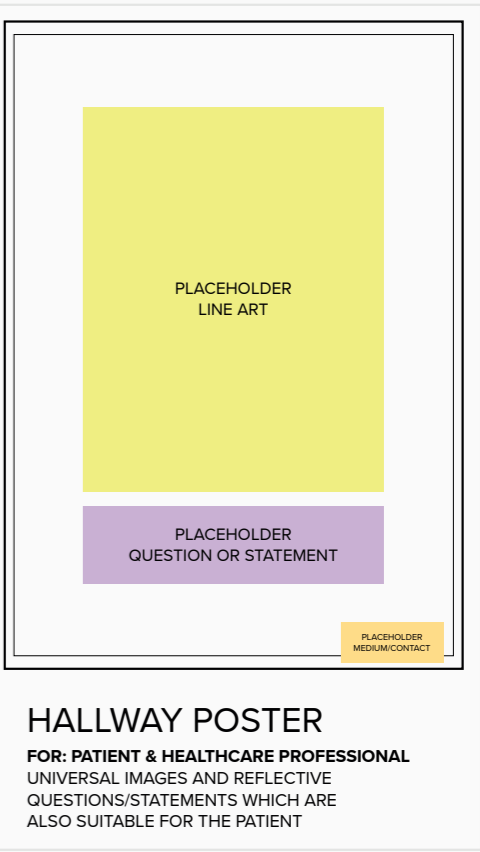 PLACEHOLDER
LINE ART
PLACEHOLDER
QUESTION OR STATEMENT
PLACEHOLDER
MEDIUM/CONTACT
HALLWAY POSTER
FOR: PATIENT & HEALTHCARE PROFESSIONAL
UNIVERSAL IMAGES AND REFLECTIVE
QUESTIONS/STATEMENTS WHICH ARE
ALSO SUITABLE FOR THE PATIENT